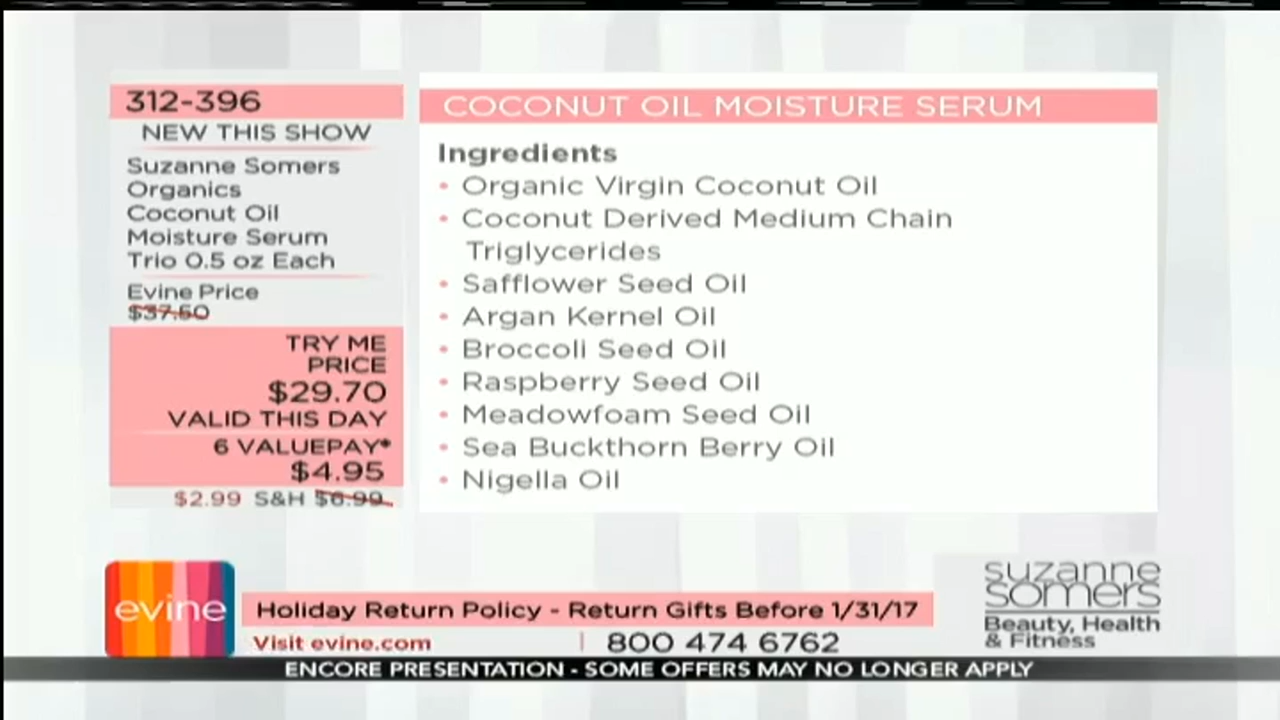 312-396
NEW THIS SHOW
Suzanne Somers
Organics
Coconut Oil
Moisture Serum
Trio 0.5 oz Each
Evine Price
$37.50
TRY ME
PRICE
$29.70
VALID THIS DAY
6 VALUEPAY*
$4.95
$2.99 S&H $6.99
COCONUT OIL MOISTURE SERUM
Ingredients
• Organic Virgin Coconut Oil
• Coconut Derived Medium Chain
Triglycerides
• Safflower Seed Oil
• Argan Kernel Oil
• Broccoli Seed Oil
• Raspberry Seed Oil
• Meadowfoam Seed Oil
• Sea Buckthorn Berry Oil
• Nigella Oil
evine
Holiday Return Policy - Return Gifts Before 1/31/17
Visit evine.com | 800 474 6762
suzanne
somers
Beauty, Health
& Fitness
ENCORE PRESENTATION - SOME OFFERS MAY NO LONGER APPLY